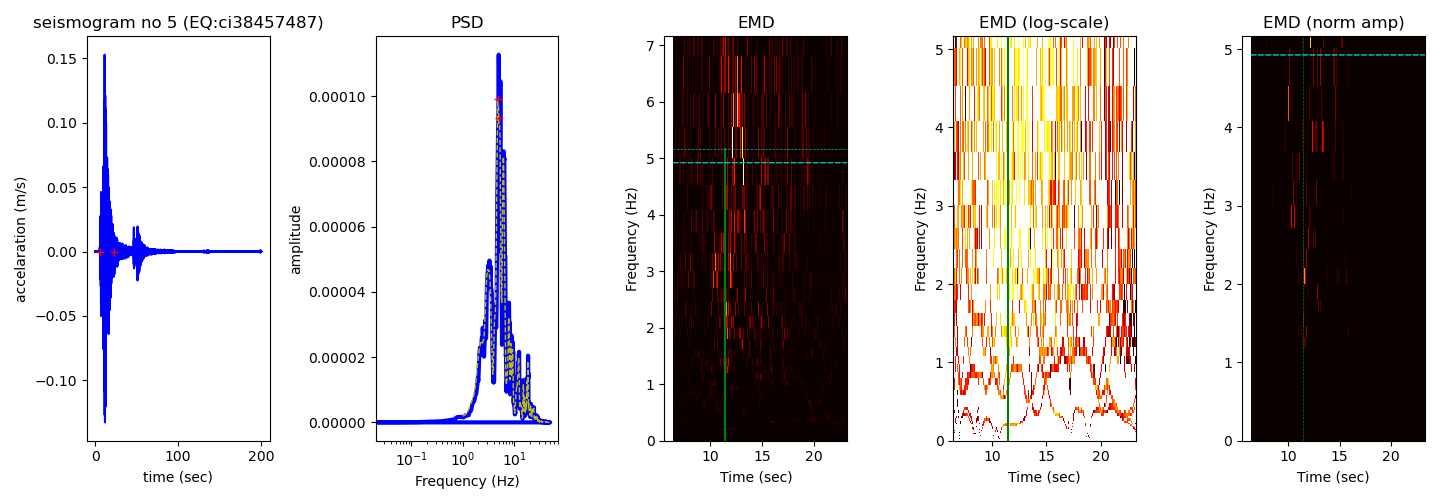 seismogram no 5 (EQ:ci38457487)
accelaration (m/s)
0.15
0.10
0.05
0.00
−0.05
−0.10
0 100 200
time (sec)
PSD
amplitude
0.00010
0.00008
0.00006
0.00004
0.00002
0.00000
10⁻¹ 10⁰ 10¹
Frequency (Hz)
EMD
Frequency (Hz)
7
6
5
4
3
2
1
0
10 15 20
Time (sec)
EMD (log-scale)
Frequency (Hz)
5
4
3
2
1
0
10 15 20
Time (sec)
EMD (norm amp)
Frequency (Hz)
5
4
3
2
1
0
10 15 20
Time (sec)